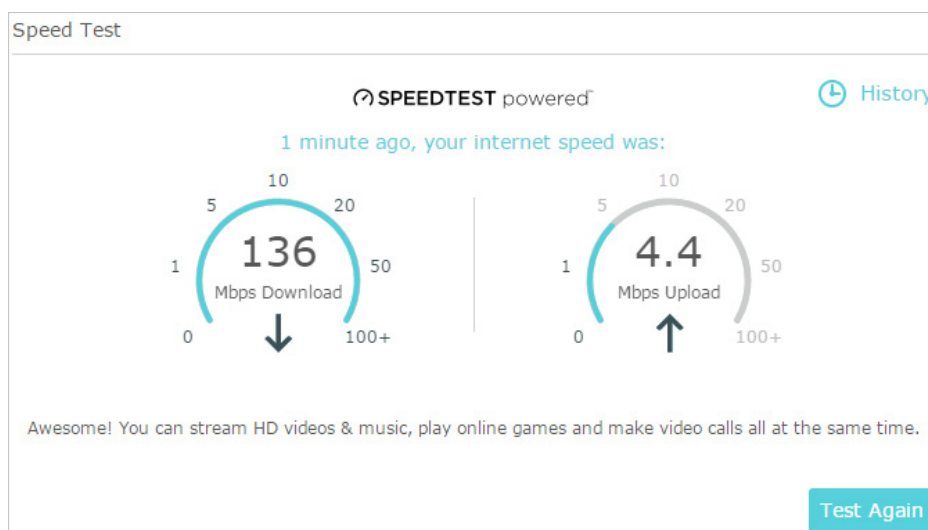 Speed Test
SPEEDTEST powered™
History
1 minute ago, your internet speed was:
10
5 20
136
1 50
Mbps Download
0 100+
10
5 20
4.4
1 50
Mbps Upload
0 100+
Awesome! You can stream HD videos & music, play online games and make video calls all at the same time.
Test Again